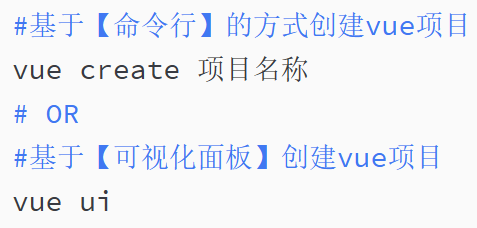 #基于【命令行】的方式创建vue项目
vue create 项目名称
# OR
#基于【可视化面板】创建vue项目
vue ui